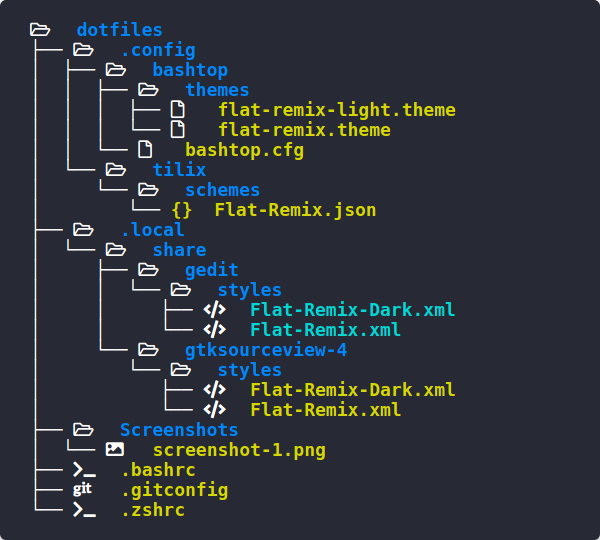 dotfiles
.config
bashtop
themes
flat-remix-light.theme
flat-remix.theme
bashtop.cfg
tilix
schemes
{} Flat-Remix.json
.local
share
gedit
styles
</> Flat-Remix-Dark.xml
</> Flat-Remix.xml
gtksourceview-4
styles
</> Flat-Remix-Dark.xml
</> Flat-Remix.xml
Screenshots
screenshot-1.png
>_ .bashrc
git .gitconfig
>_ .zshrc